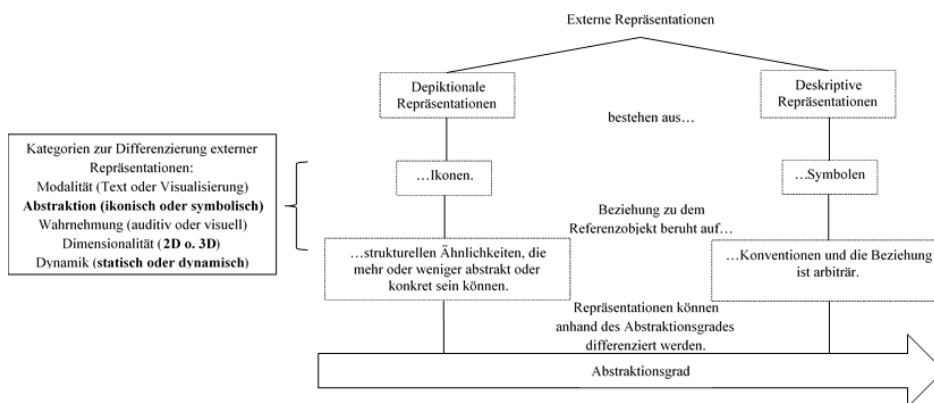 Externe Repräsentationen
Depiktionale
Repräsentationen
Deskriptive
Repräsentationen
bestehen aus…
Kategorien zur Differenzierung externer
Repräsentationen:
Modalität (Text oder Visualisierung)
Abstraktion (ikonisch oder symbolisch)
Wahrnehmung (auditiv oder visuell)
Dimensionalität (2D o. 3D)
Dynamik (statisch oder dynamisch)
…Ikonen.
…Symbolen
Beziehung zu dem
Referenzobjekt beruht auf…
…strukturellen Ähnlichkeiten, die
mehr oder weniger abstrakt oder
konkret sein können.
…Konventionen und die Beziehung
ist arbiträr.
Repräsentationen können
anhand des Abstraktionsgrades
differenziert werden.
Abstraktionsgrad